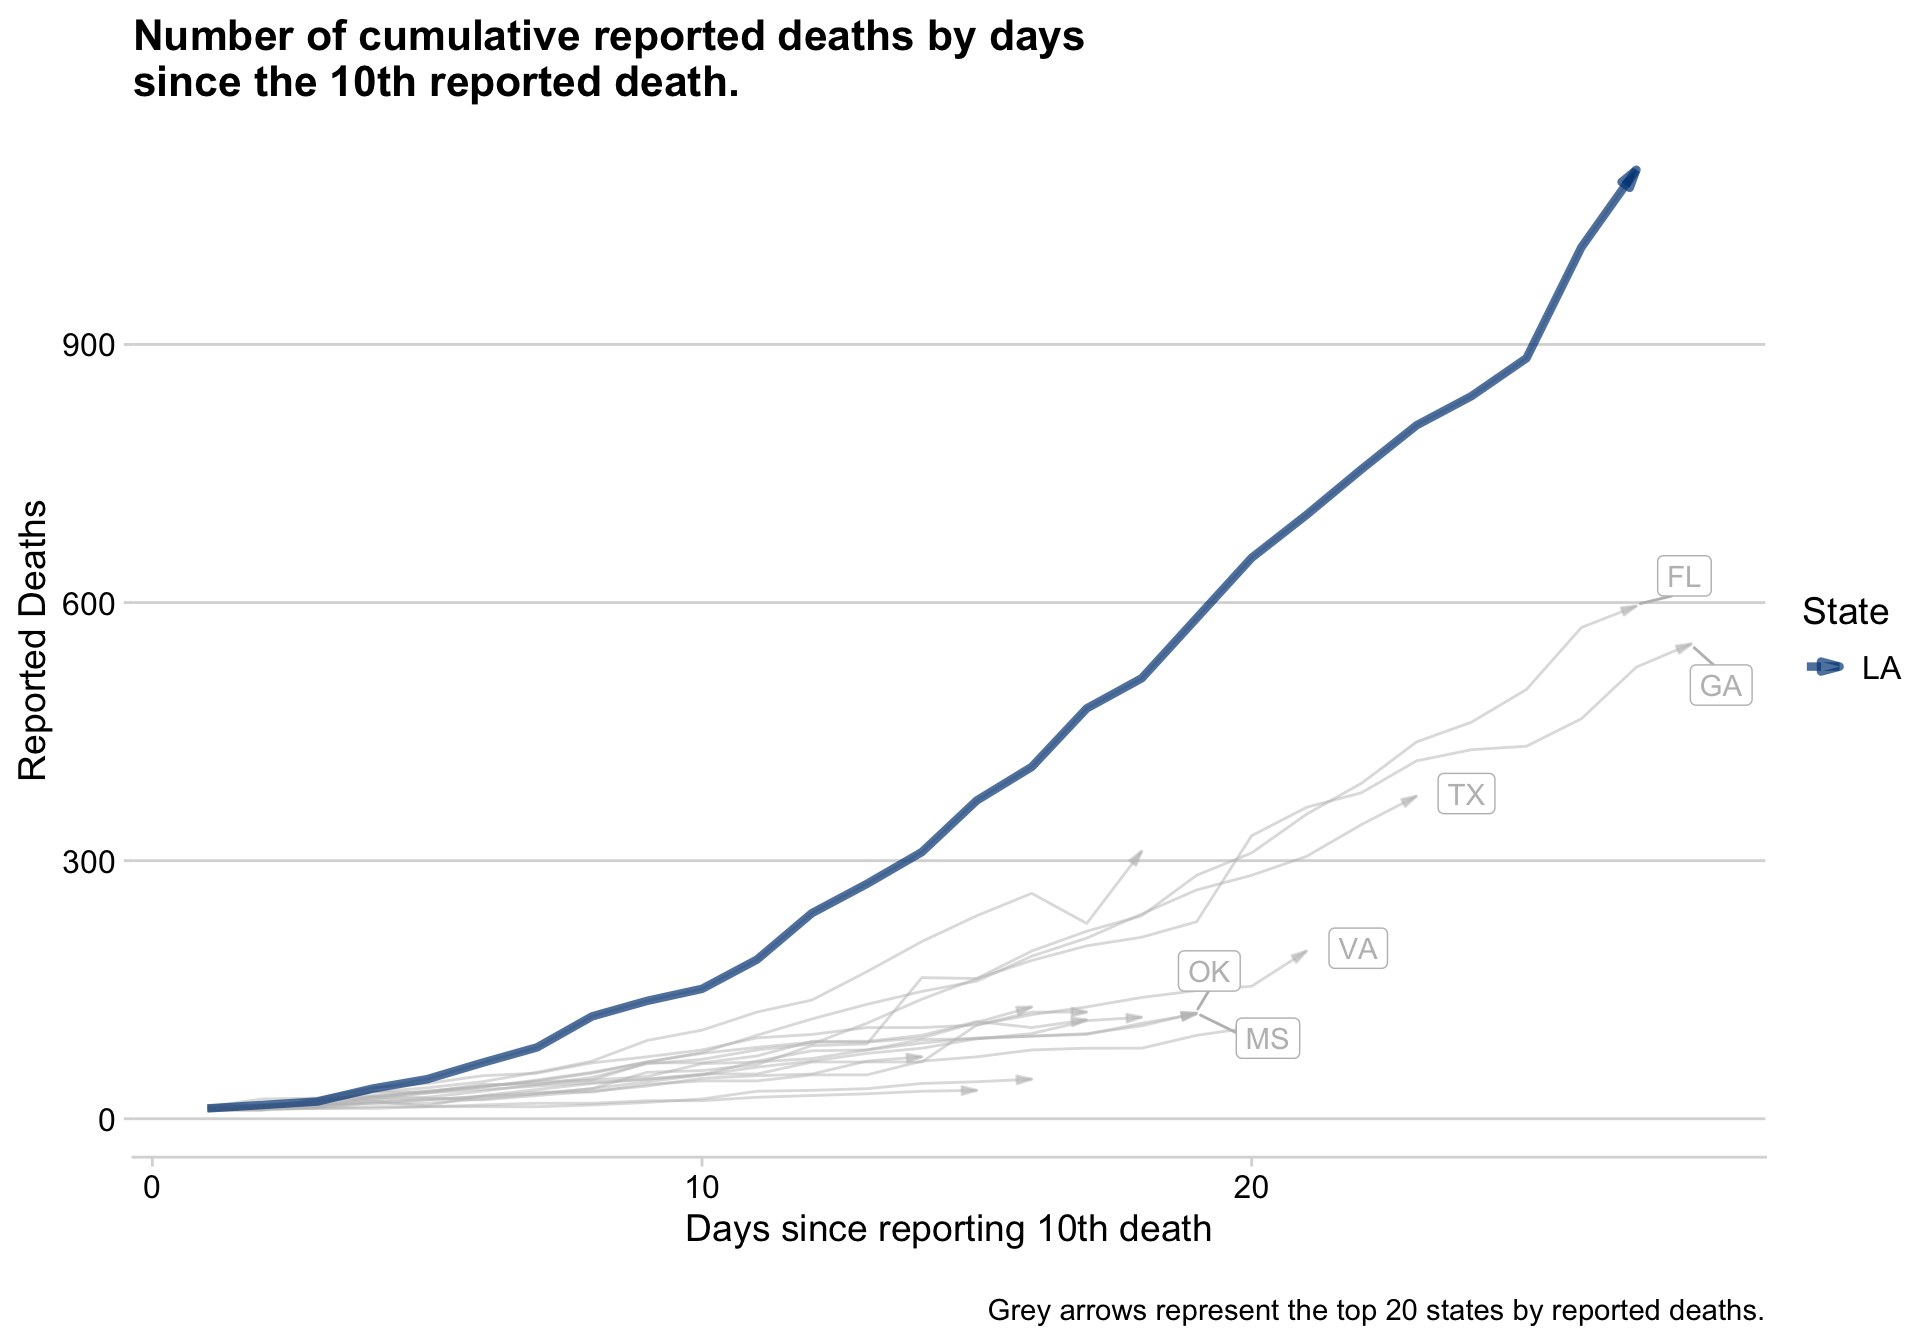 Number of cumulative reported deaths by days
since the 10th reported death.
900
600
300
0
Reported Deaths
FL
GA
TX
VA
OK
MS
State
LA
0
10
20
Days since reporting 10th death
Grey arrows represent the top 20 states by reported deaths.